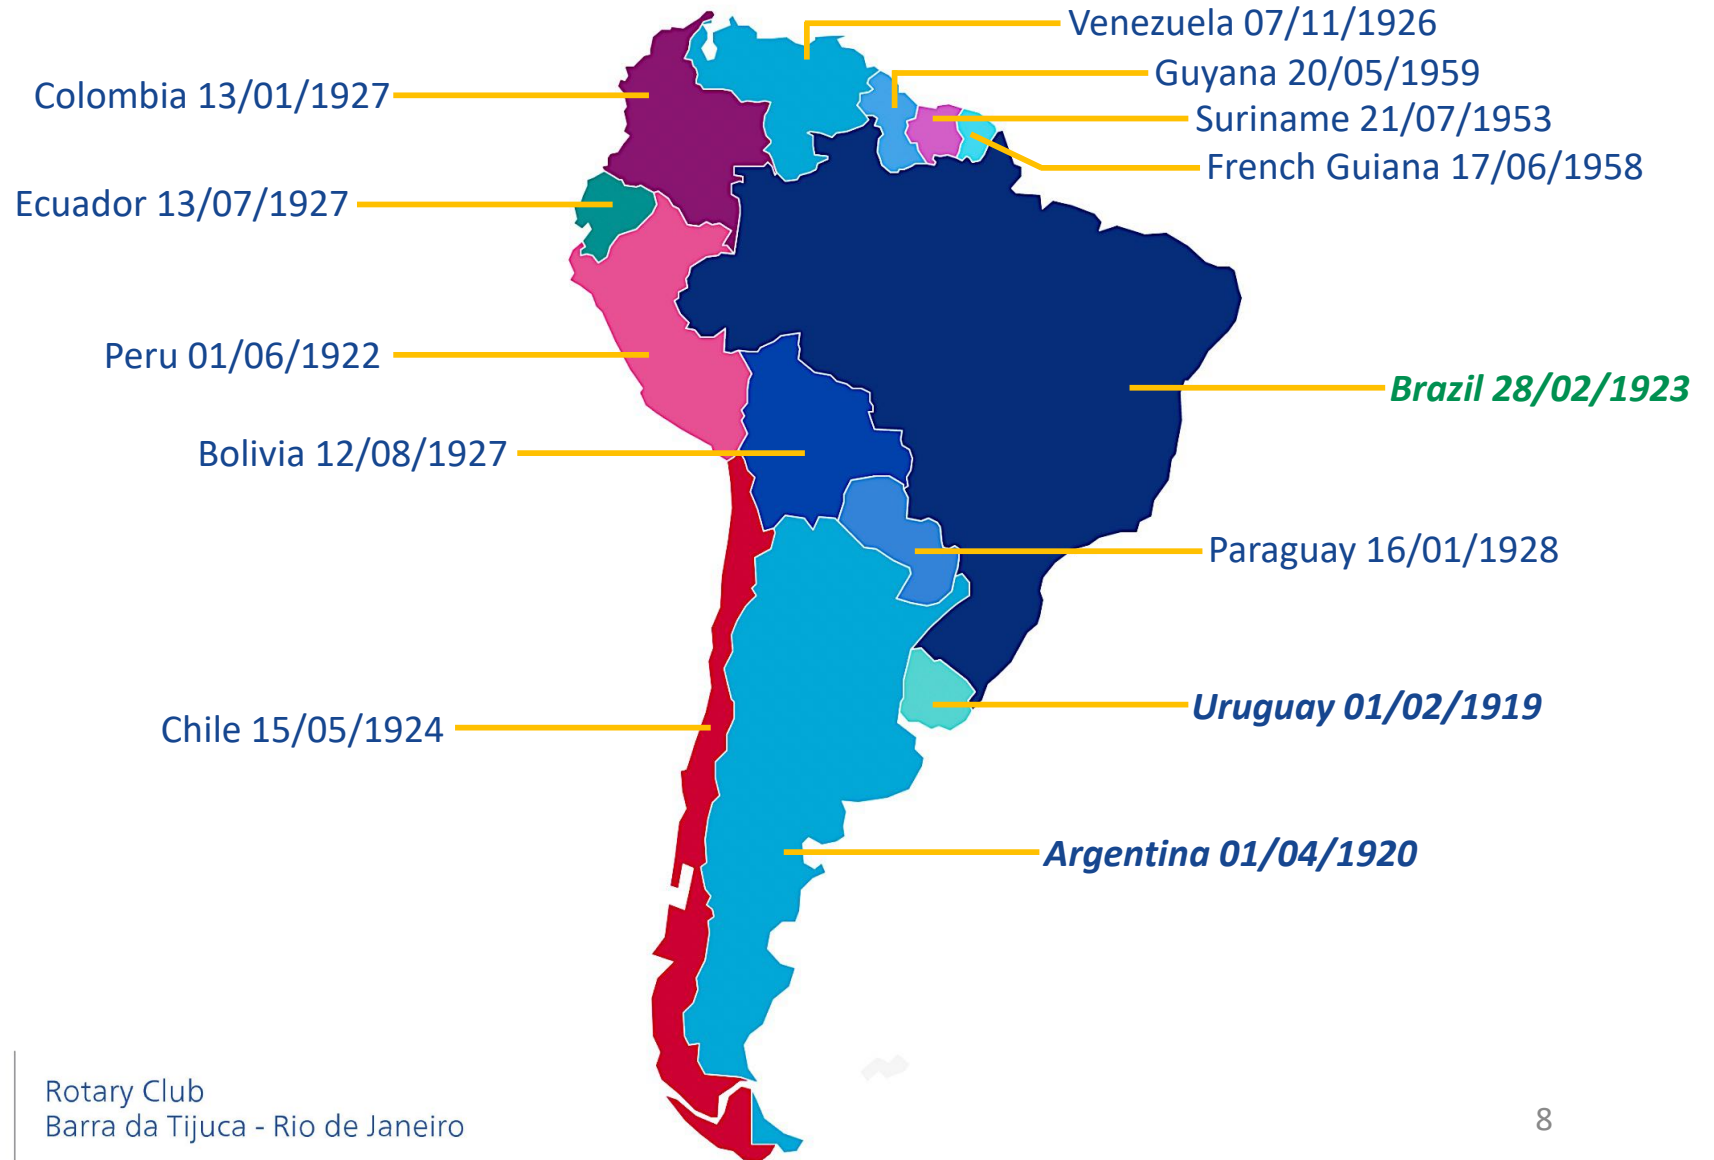 Venezuela 07/11/1926
Guyana 20/05/1959
Colombia 13/01/1927
Suriname 21/07/1953
French Guiana 17/06/1958
Ecuador 13/07/1927
Peru 01/06/1922
Brazil 28/02/1923
Bolivia 12/08/1927
Paraguay 16/01/1928
Uruguay 01/02/1919
Chile 15/05/1924
Argentina 01/04/1920
Rotary Club
Barra da Tijuca - Rio de Janeiro
8